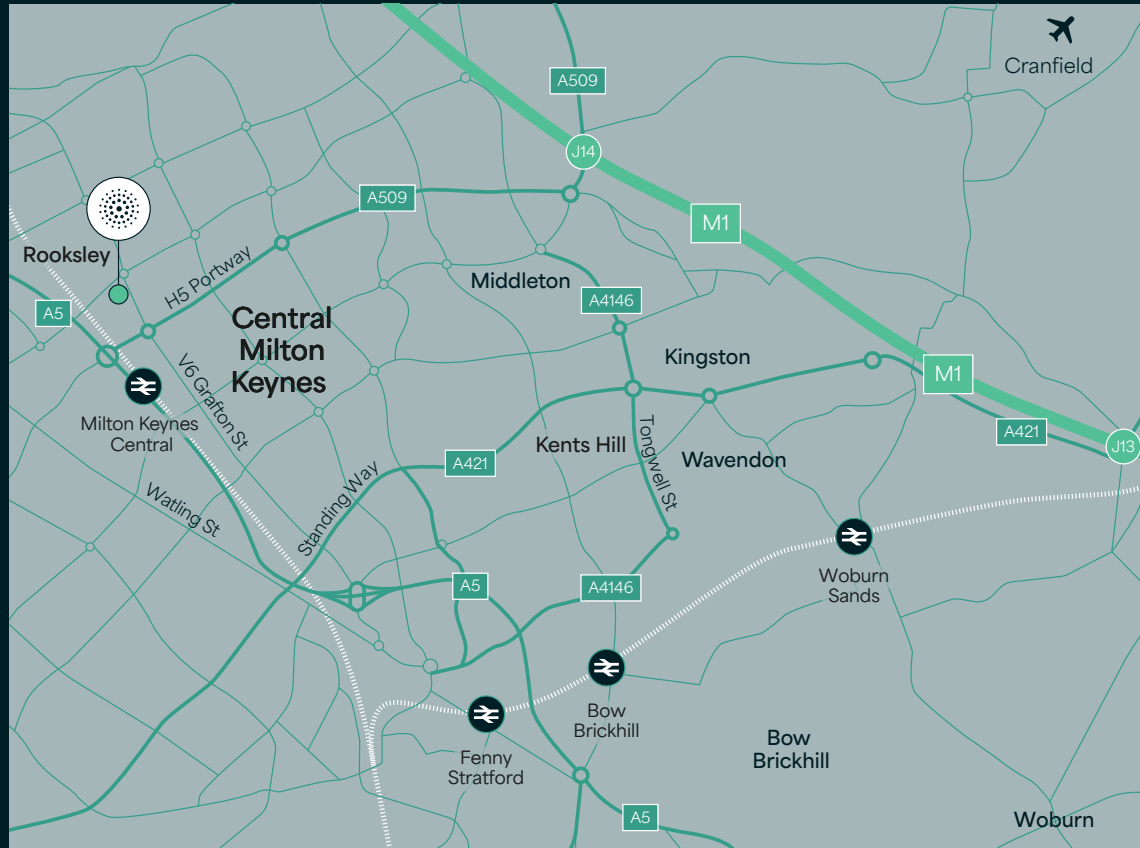 Cranfield
A509
J14
A509
M1
Rooksley
H5 Portway
Middleton
A4146
A5
Central
Milton
Keynes
Kingston
M1
V6 Grafton St
Milton Keynes
Central
Kents Hill
Tongwell St
Wavendon
A421
J13
A421
Standing Way
Watling St
A5
A4146
Woburn
Sands
Bow
Brickhill
Fenny
Stratford
Bow
Brickhill
A5
Woburn